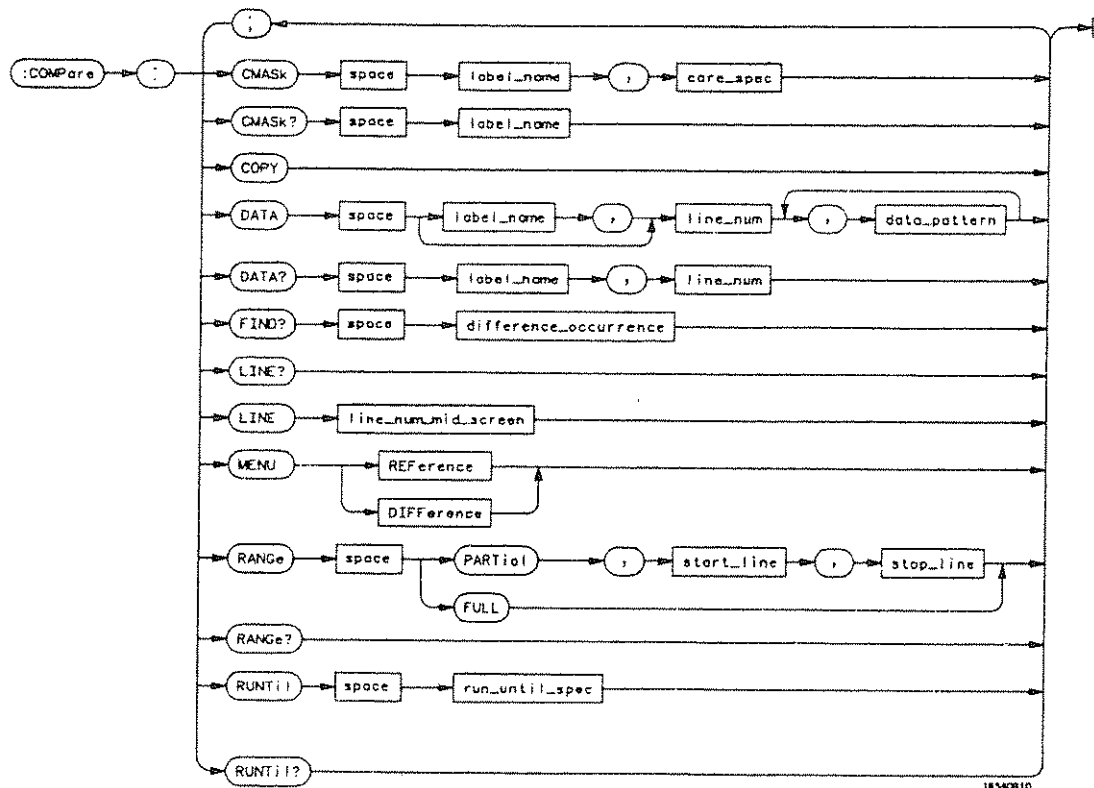 ;
:COMPare : CMASk space label_name , care_spec
CMASk? space label_name
COPY
DATA space label_name , line_num , data_pattern
DATA? space label_name , line_num
FIND? space difference_occurrence
LINE?
LINE line_num_mid_screen
MENU REFerence
DIFFerence
RANGe space PARTial , start_line , stop_line
FULL
RANGe?
RUNTil space run_until_spec
RUNTil?
16540B10